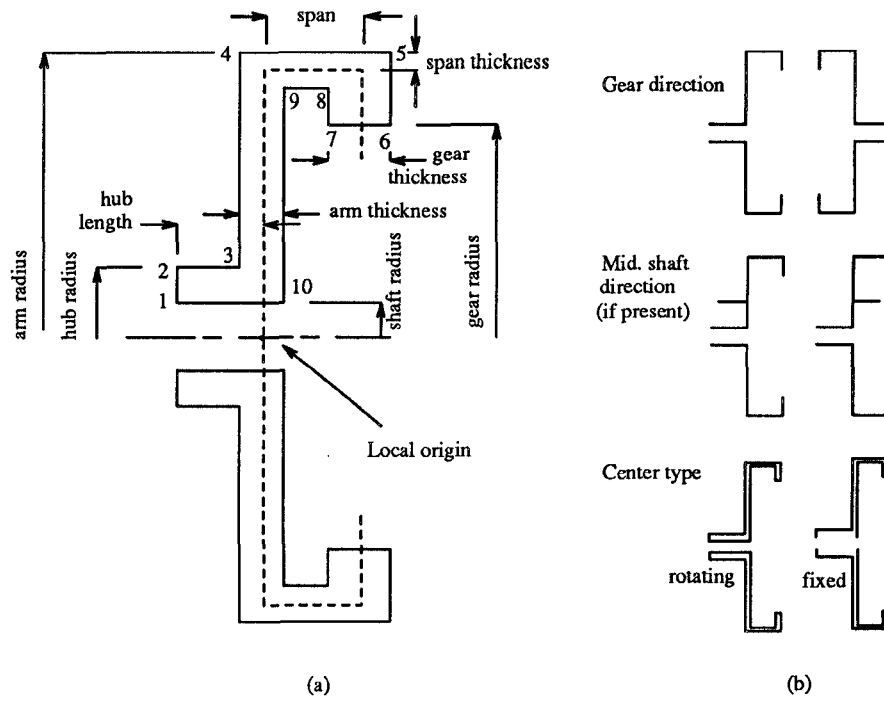 span
4
5
span thickness
9 8
7
6
gear
thickness
hub
length
arm thickness
2
3
1
10
arm radius
hub radius
shaft radius
gear radius
Local origin
(a)
Gear direction
Mid. shaft
direction
(if present)
Center type
rotating
fixed
(b)